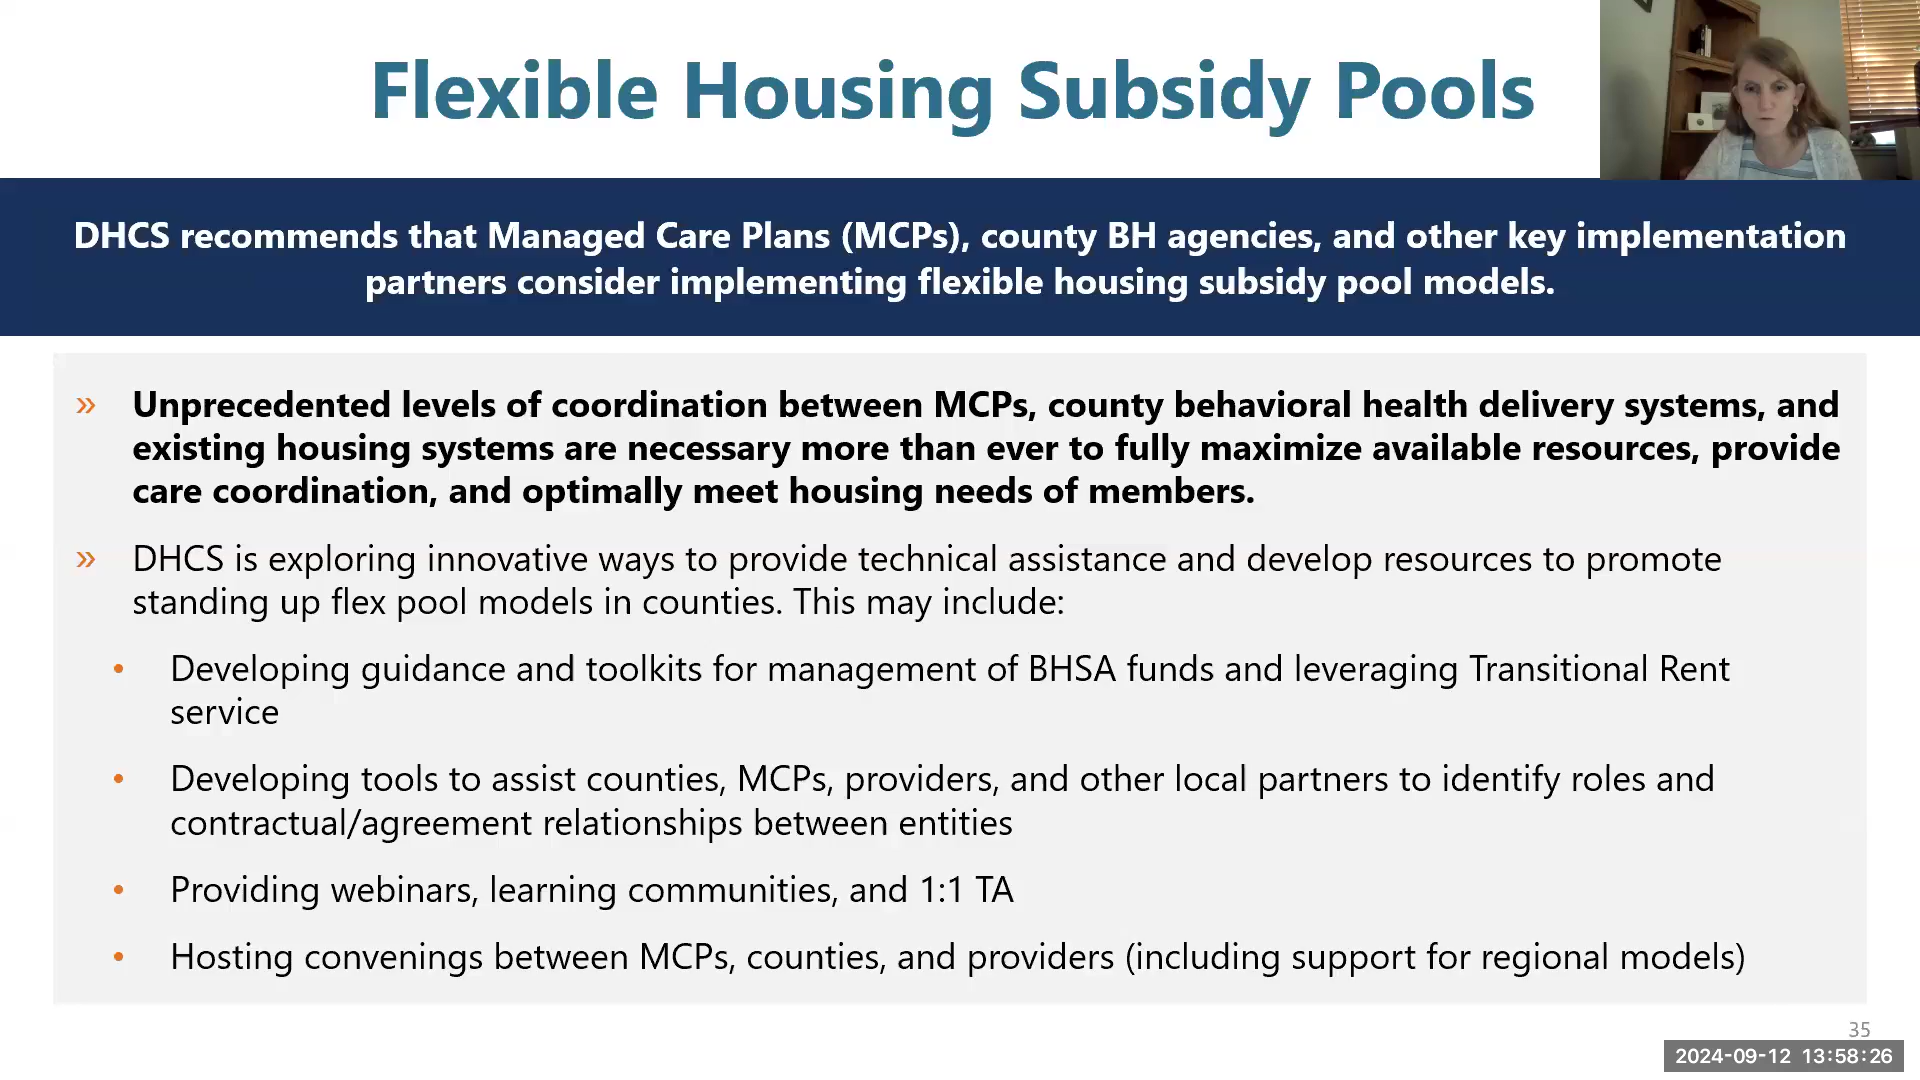 Flexible Housing Subsidy Pools
DHCS recommends that Managed Care Plans (MCPs), county BH agencies, and other key implementation
partners consider implementing flexible housing subsidy pool models.
» Unprecedented levels of coordination between MCPs, county behavioral health delivery systems, and
existing housing systems are necessary more than ever to fully maximize available resources, provide
care coordination, and optimally meet housing needs of members.
» DHCS is exploring innovative ways to provide technical assistance and develop resources to promote
standing up flex pool models in counties. This may include:
• Developing guidance and toolkits for management of BHSA funds and leveraging Transitional Rent
service
• Developing tools to assist counties, MCPs, providers, and other local partners to identify roles and
contractual/agreement relationships between entities
• Providing webinars, learning communities, and 1:1 TA
• Hosting convenings between MCPs, counties, and providers (including support for regional models)
35
2024-09-12 13:58:26